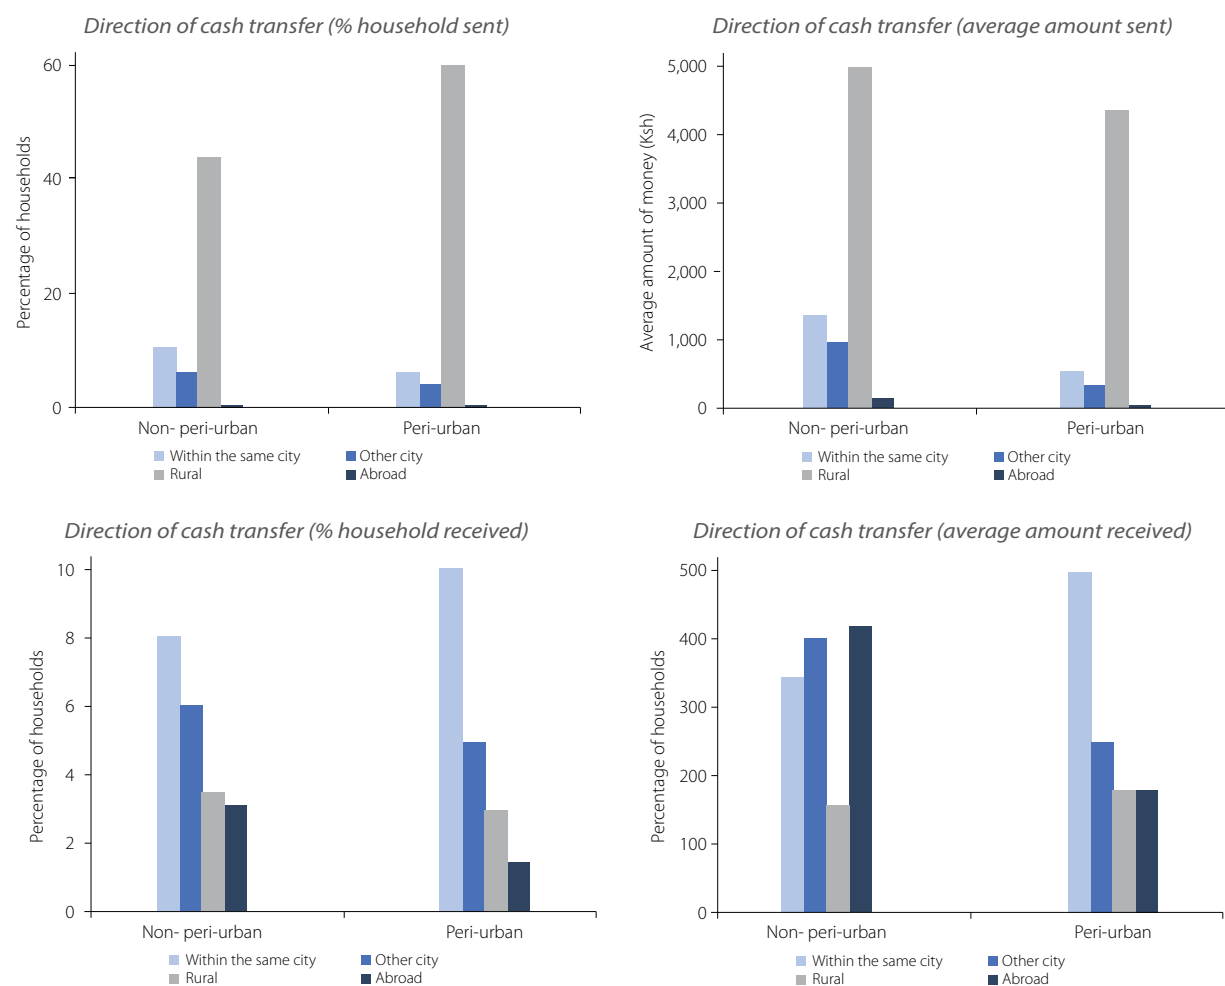 Direction of cash transfer (% household sent)
Percentage of households
60
40
20
0
Non- peri-urban
Peri-urban
Within the same city
Other city
Rural
Abroad
Direction of cash transfer (average amount sent)
Average amount of money (Ksh)
5,000
4,000
3,000
2,000
1,000
0
Non- peri-urban
Peri-urban
Within the same city
Other city
Rural
Abroad
Direction of cash transfer (% household received)
Percentage of households
10
8
6
4
2
0
Non- peri-urban
Peri-urban
Within the same city
Other city
Rural
Abroad
Direction of cash transfer (average amount received)
Percentage of households
500
400
300
200
100
0
Non- peri-urban
Peri-urban
Within the same city
Other city
Rural
Abroad